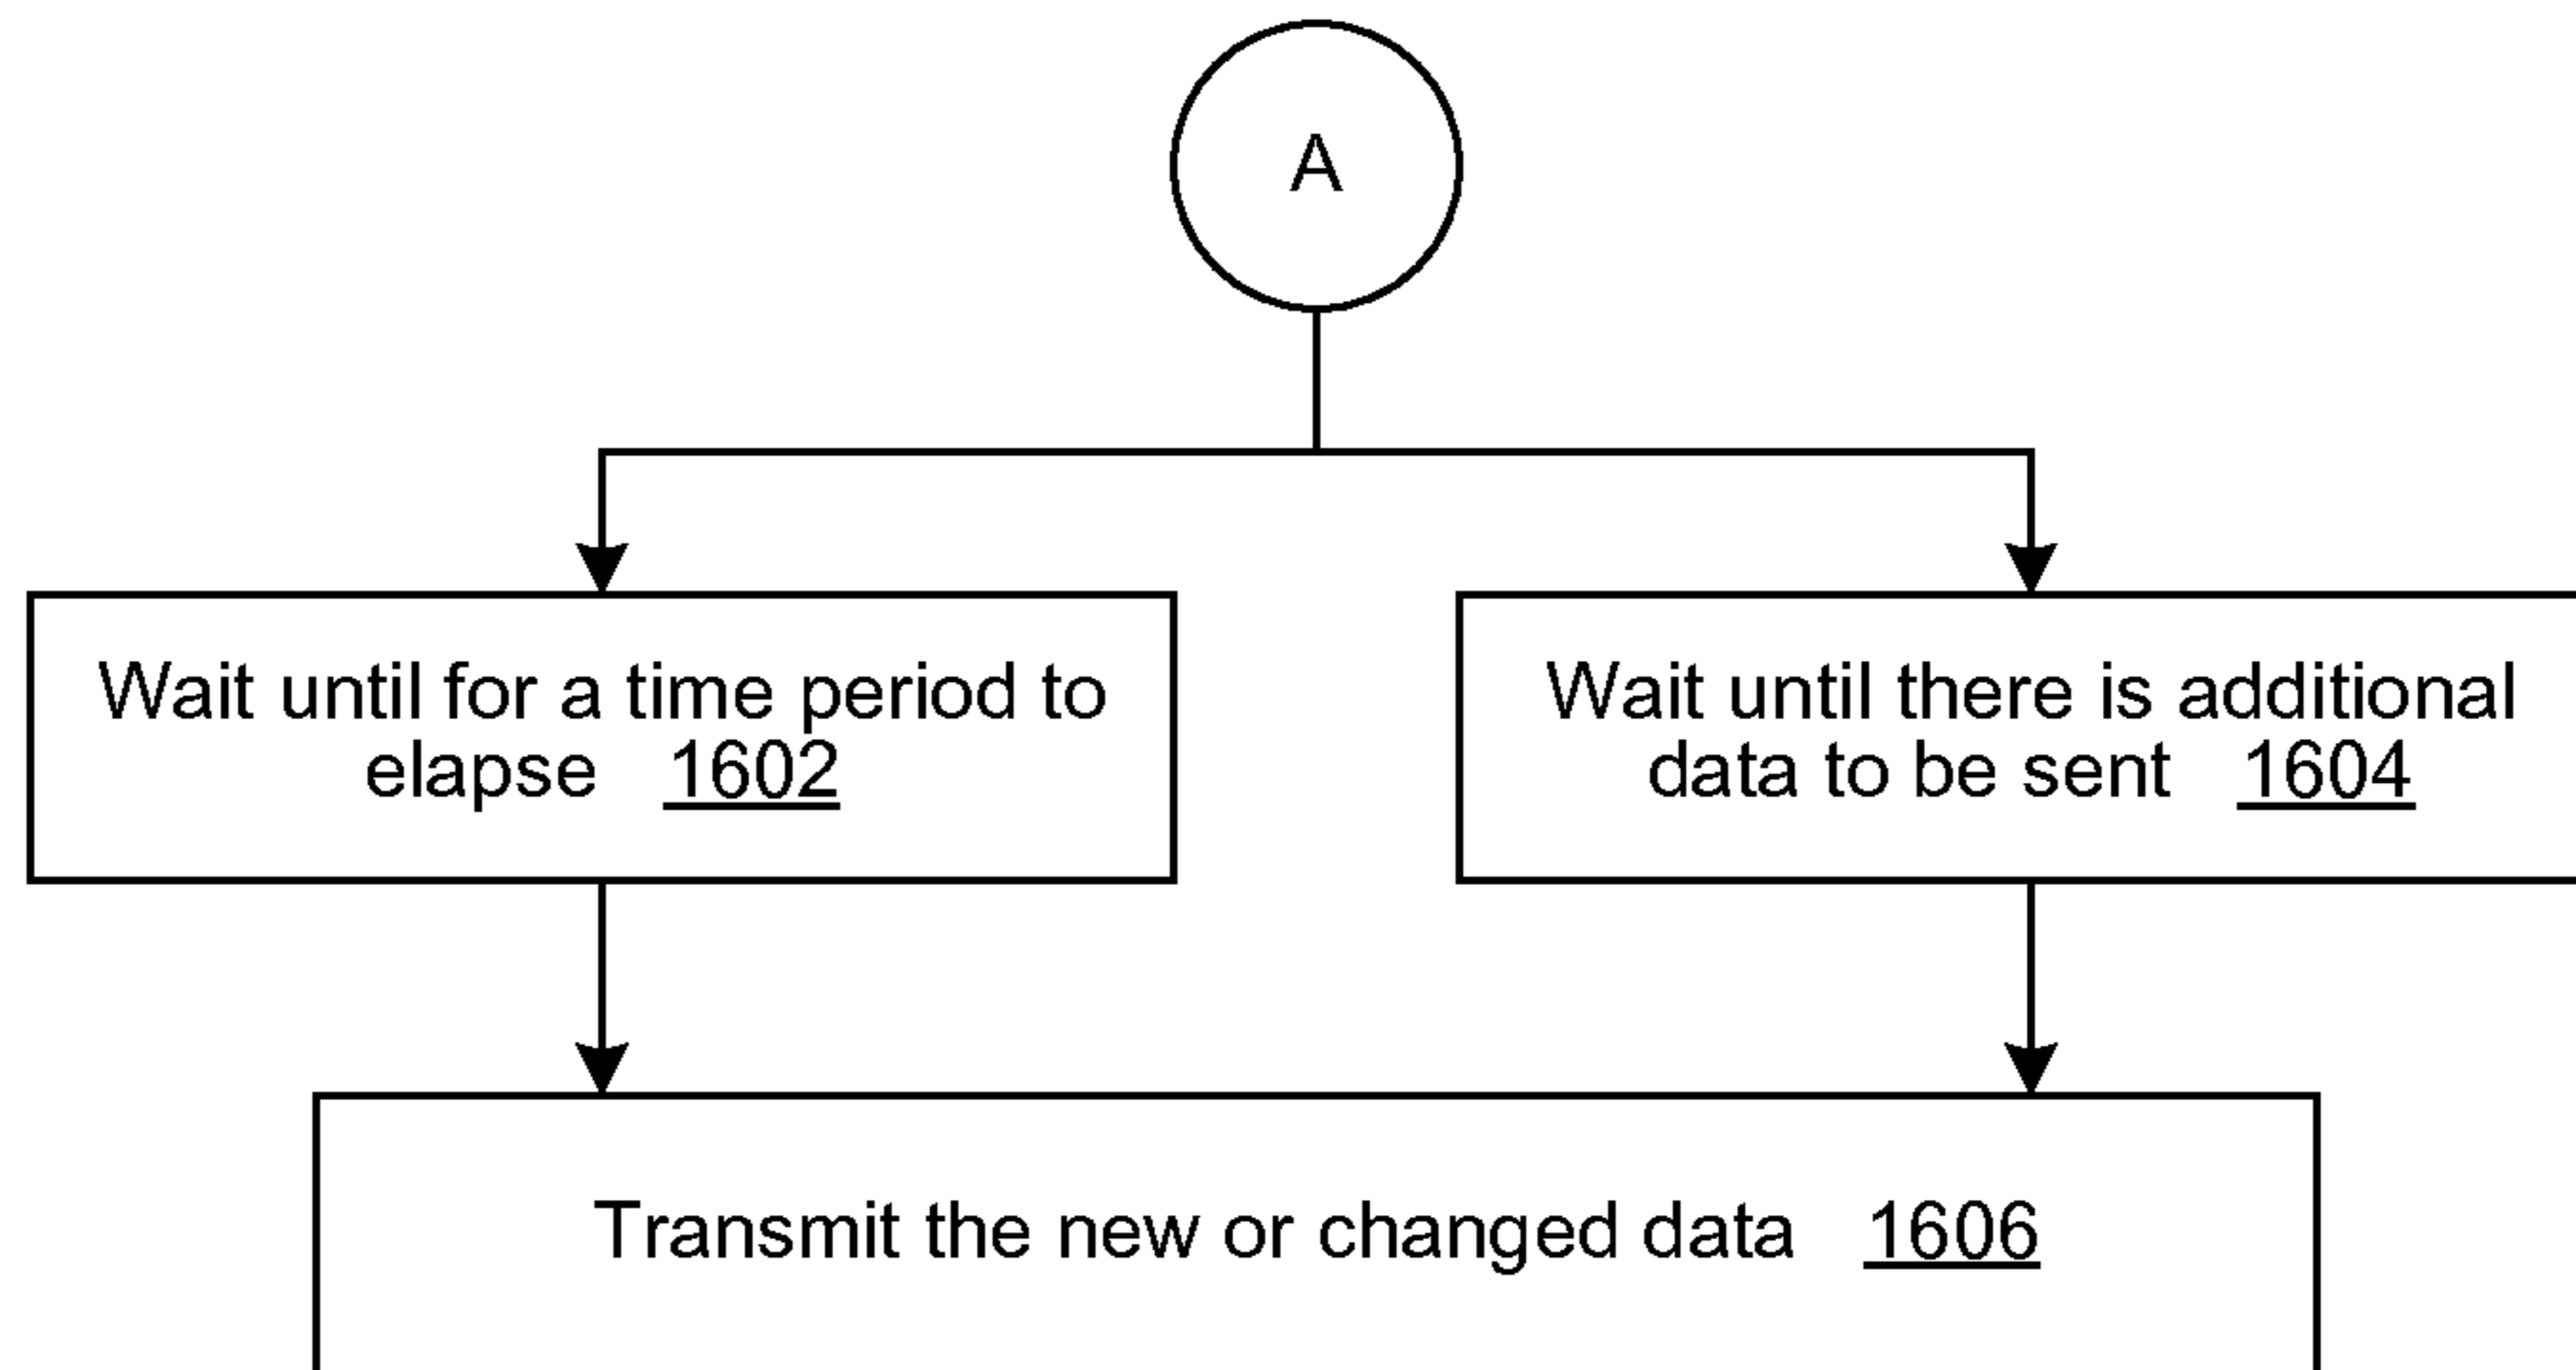 A
Wait until for a time period to
elapse 1602
Wait until there is additional
data to be sent 1604
Transmit the new or changed data 1606